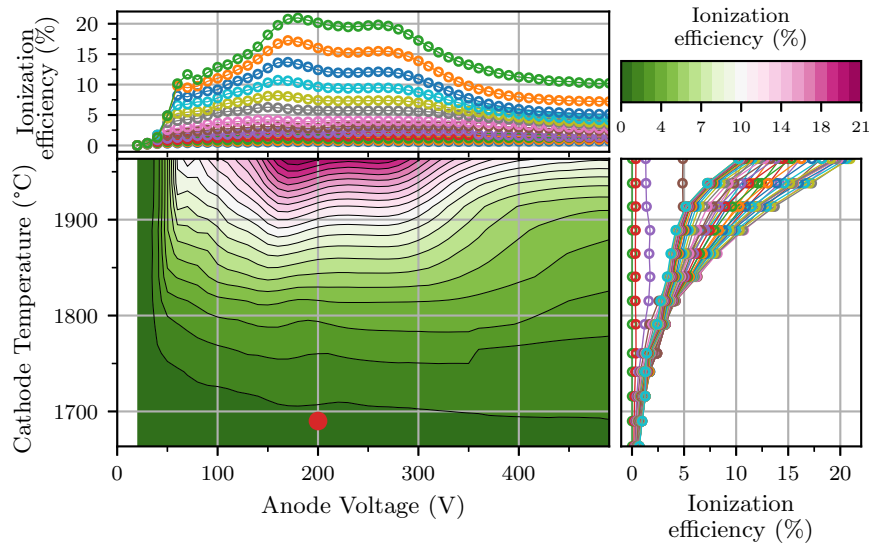 Ionization
efficiency (%)
20
15
10
5
0
Ionization
efficiency (%)
0 4 7 10 14 18 21
Cathode Temperature (°C)
1900
1800
1700
0 100 200 300 400
Anode Voltage (V)
0 5 10 15 20
Ionization
efficiency (%)